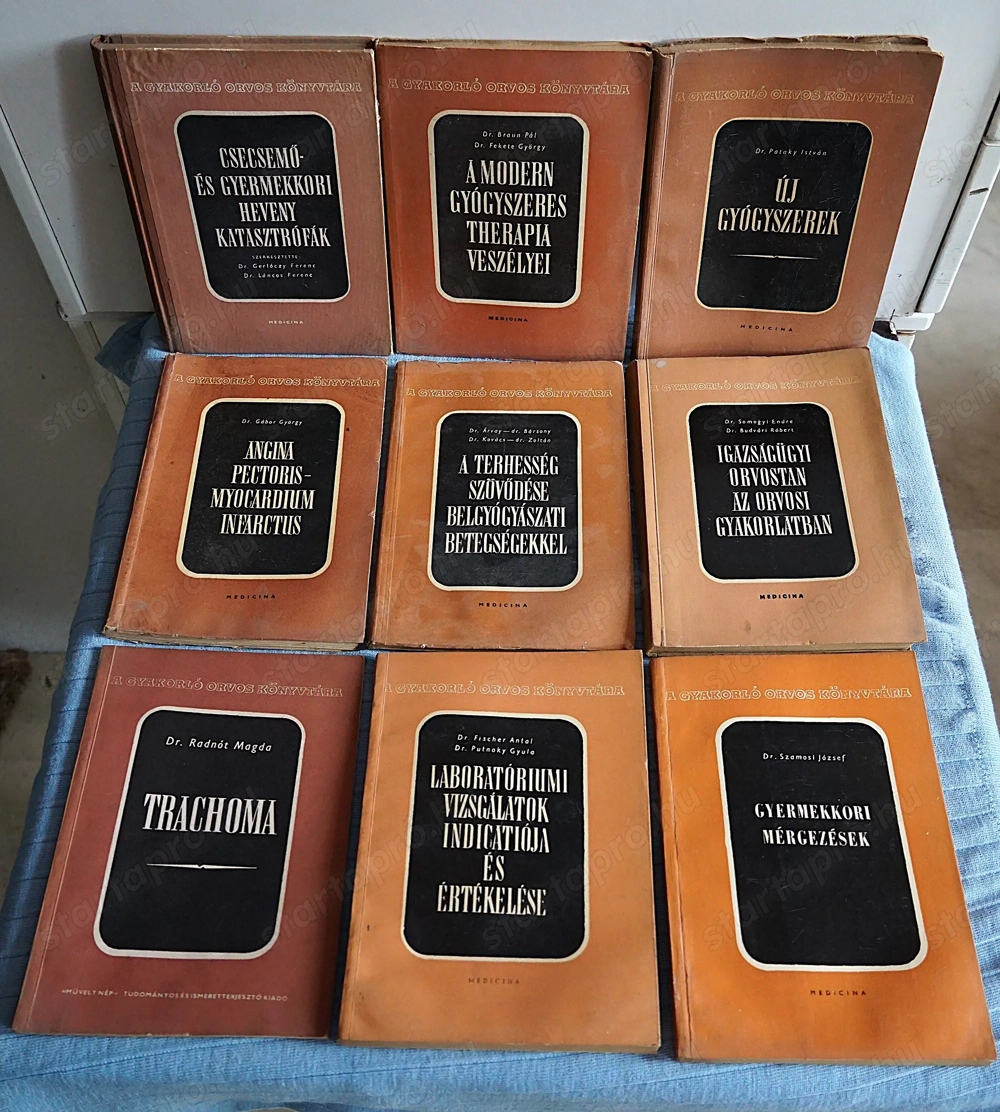 A GYAKORLÓ ORVOS KÖNYVTÁRA
CSECSEMŐ-
ÉS GYERMEKKORI
HEVENY
KATASZTRÓFÁK
SZERKESZTETTE:
Dr. Gerlóczy Ferenc
Dr. Láncos Ferenc
MEDICINA
A GYAKORLÓ ORVOS KÖNYVTÁRA
Dr. Braun Pál
Dr. Fekete György
A MODERN
GYÓGYSZERES
THERAPIA
VESZÉLYEI
MEDICINA
A GYAKORLÓ ORVOS KÖNYVTÁRA
Dr. Pataky István
ÚJ
GYÓGYSZEREK
MEDICINA
A GYAKORLÓ ORVOS KÖNYVTÁRA
Dr. Gábor György
ANGINA
PECTORIS-
MYOCARDIUM
INFARCTUS
MEDICINA
A GYAKORLÓ ORVOS KÖNYVTÁRA
Dr. Árvay—dr. Bársony
Dr. Kovács—dr. Zoltán
A TERHESSÉG
SZÖVŐDÉSE
BELGYÓGYÁSZATI
BETEGSÉGEKKEL
MEDICINA
A GYAKORLÓ ORVOS KÖNYVTÁRA
Dr. Somogyi Endre
Dr. Budvári Róbert
IGAZSÁGÜGYI
ORVOSTAN
AZ ORVOSI
GYAKORLATBAN
MEDICINA
A GYAKORLÓ ORVOS KÖNYVTÁRA
Dr. Radnót Magda
TRACHOMA
»MŰVELT NÉP« TUDOMÁNYOS ÉS ISMERETTERJESZTŐ KIADÓ
A GYAKORLÓ ORVOS KÖNYVTÁRA
Dr. Fischer Antal
Dr. Putnoky Gyula
LABORATÓRIUMI
VIZSGÁLATOK
INDICATIÓJA
ÉS
ÉRTÉKELÉSE
MEDICINA
A GYAKORLÓ ORVOS KÖNYVTÁRA
Dr. Szamosi József
GYERMEKKORI
MÉRGEZÉSEK
MEDICINA
startapro.hu